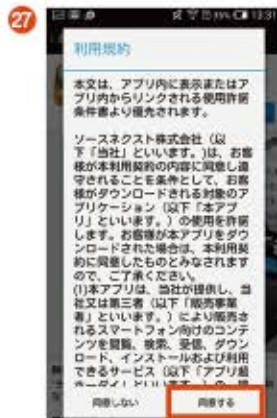 27
13:31
利用規約
本文は、アプリ内に表示またはア
プリ内からリンクされる使用許諾
条件書より優先されます。
ソースネクスト株式会社（以
下「当社」といいます。)は、お客
様が本利用契約の内容に同意し遵
守されることを条件として、お客
様がダウンロードされる対象のア
プリケーション（以下「本アプ
リ」といいます。）の使用を許諾
します。お客様が本アプリをダウ
ンロードされた場合は、本利用契
約に同意したものとみなされます
ので、ご了承ください。
(1)本アプリは、当社が提供し、当
社又は第三者（以下「販売事業
者」といいます。）により販売さ
れるスマートフォン向けのコンテ
ンツを閲覧、検索、受信、ダウン
ロード、インストールおよび利用
できるサービス（以下「アプリ超
ホーダイ」といいます
同意しない
同意する